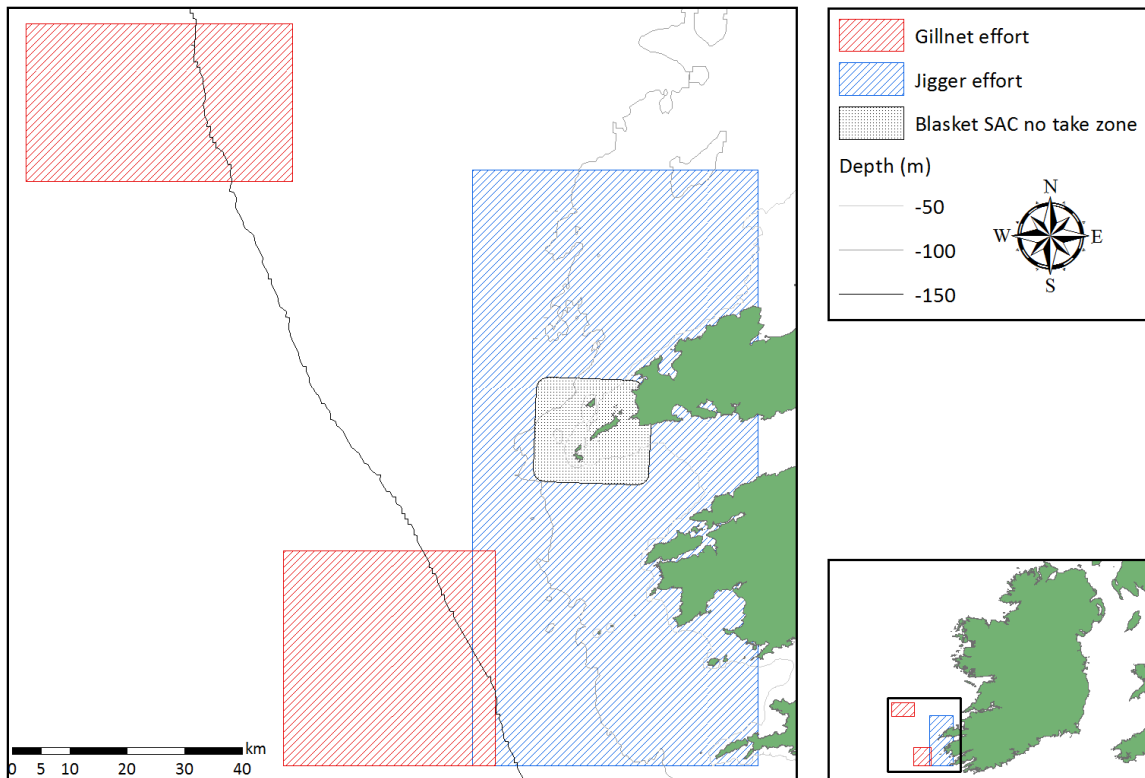 Gillnet effort
Jigger effort
Blasket SAC no take zone
Depth (m)
-50
-100
-150
N
W E
S
km
0 5 10 20 30 40